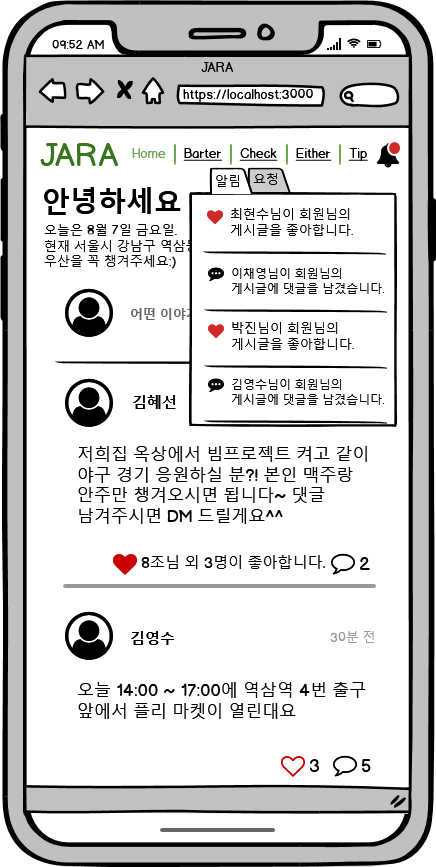 09:52 AM
JARA
https://localhost:3000
JARA Home Barter Check Either Tip
알림 요청
안녕하세요
오늘은 8월 7일 금요일.
현재 서울시 강남구 역삼동
우산을 꼭 챙겨주세요:)
최현수님이 회원님의
게시글을 좋아합니다.
이채영님이 회원님의
게시글에 댓글을 남겼습니다.
박진님이 회원님의
게시글을 좋아합니다.
김영수님이 회원님의
게시글에 댓글을 남겼습니다.
어떤 이야기
김혜선
저희집 옥상에서 빔프로젝트 켜고 같이
야구 경기 응원하실 분?! 본인 맥주랑
안주만 챙겨오시면 됩니다~ 댓글
남겨주시면 DM 드릴게요^^
8조님 외 3명이 좋아합니다. 2
김영수 30분 전
오늘 14:00 ~ 17:00에 역삼역 4번 출구
앞에서 플리 마켓이 열린대요
3 5